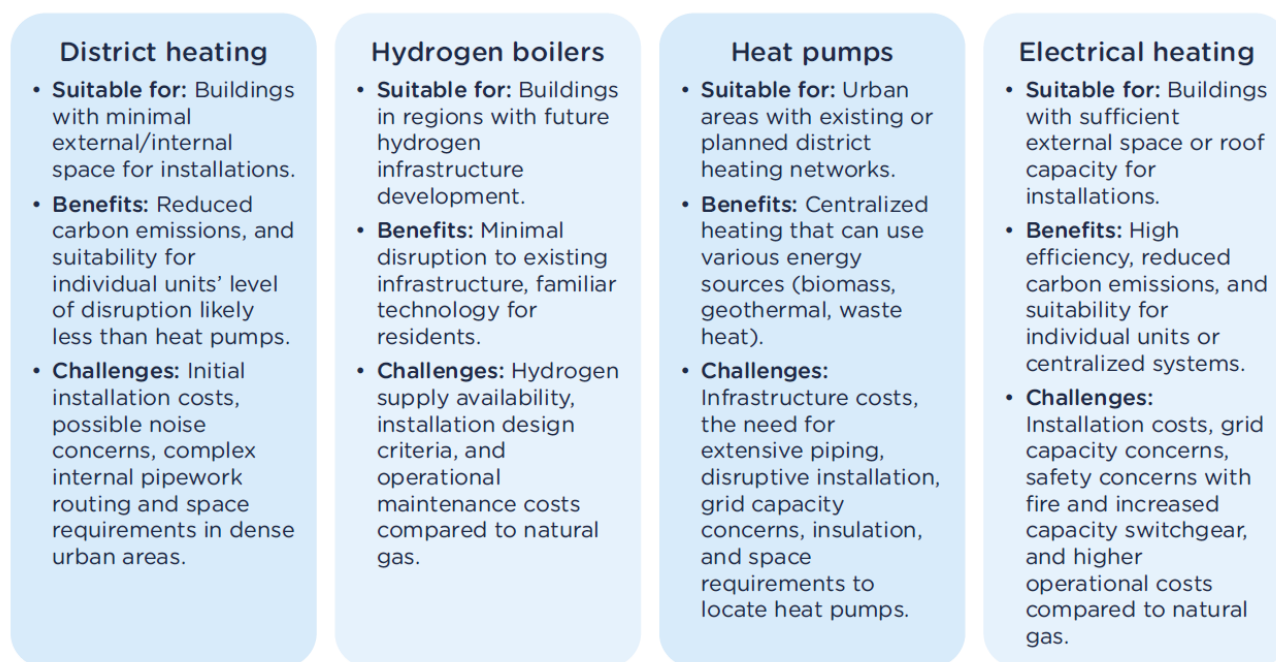 District heating
• Suitable for: Buildings
with minimal
external/internal
space for installations.
• Benefits: Reduced
carbon emissions, and
suitability for
individual units’ level
of disruption likely
less than heat pumps.
• Challenges: Initial
installation costs,
possible noise
concerns, complex
internal pipework
routing and space
requirements in dense
urban areas.
Hydrogen boilers
• Suitable for: Buildings
in regions with future
hydrogen
infrastructure
development.
• Benefits: Minimal
disruption to existing
infrastructure, familiar
technology for
residents.
• Challenges: Hydrogen
supply availability,
installation design
criteria, and
operational
maintenance costs
compared to natural
gas.
Heat pumps
• Suitable for: Urban
areas with existing or
planned district
heating networks.
• Benefits: Centralized
heating that can use
various energy
sources (biomass,
geothermal, waste
heat).
• Challenges:
Infrastructure costs,
the need for
extensive piping,
disruptive installation,
grid capacity
concerns, insulation,
and space
requirements to
locate heat pumps.
Electrical heating
• Suitable for: Buildings
with sufficient
external space or roof
capacity for
installations.
• Benefits: High
efficiency, reduced
carbon emissions, and
suitability for
individual units or
centralized systems.
• Challenges:
Installation costs, grid
capacity concerns,
safety concerns with
fire and increased
capacity switchgear,
and higher
operational costs
compared to natural
gas.